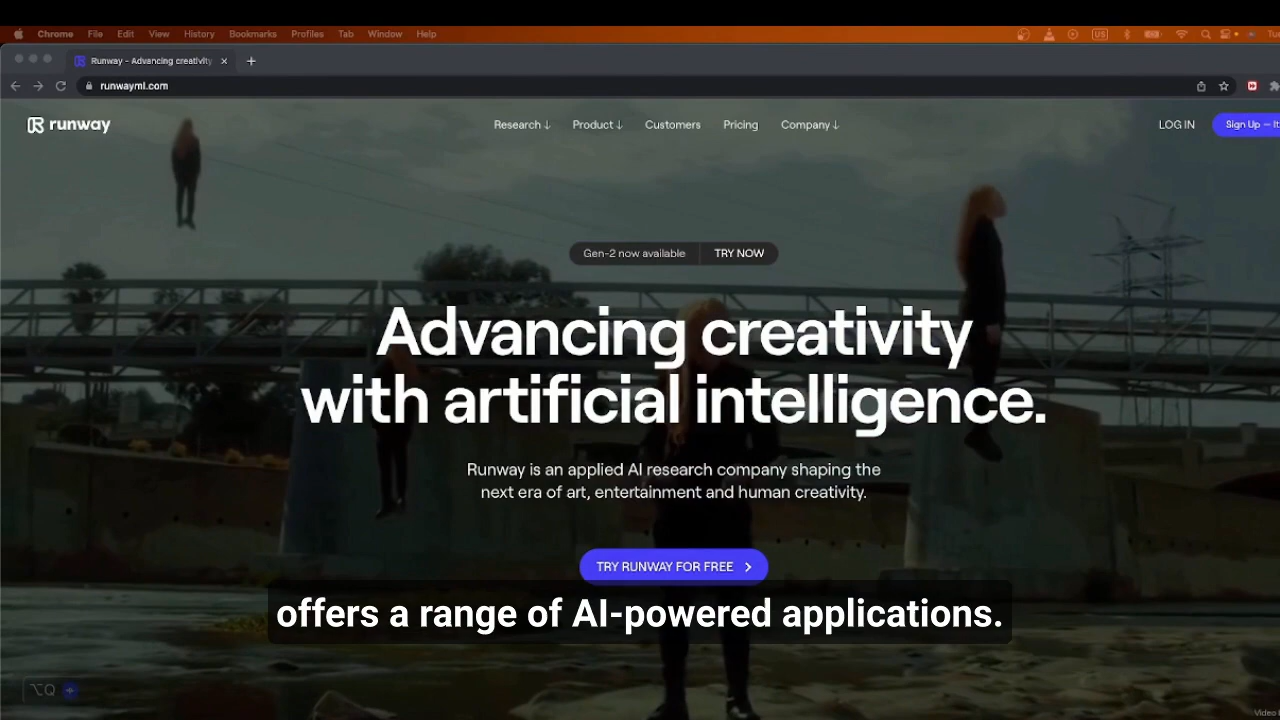 Chrome File Edit View History Bookmarks Profiles Tab Window Help
US
Runway - Advancing creativity
runwayml.com
runway
Research ↓ Product ↓ Customers Pricing Company ↓
LOG IN
Sign Up — It
Gen-2 now available TRY NOW
Advancing creativity
with artificial intelligence.
Runway is an applied AI research company shaping the
next era of art, entertainment and human creativity.
TRY RUNWAY FOR FREE >
offers a range of AI-powered applications.
⌥Q
Video